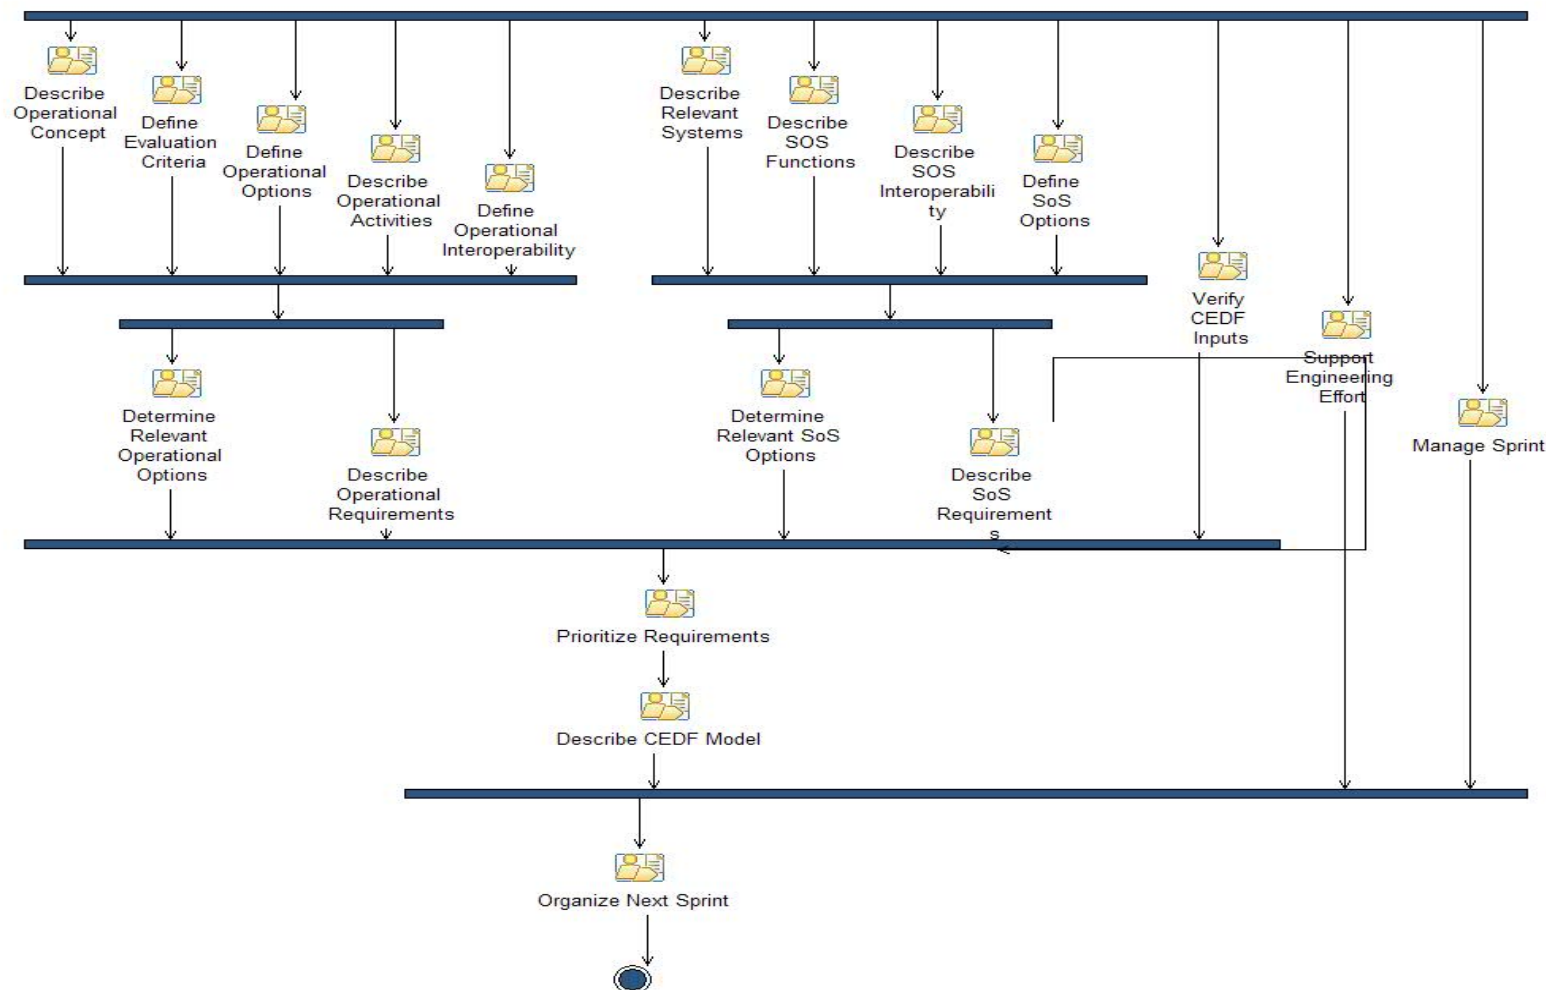 Describe
Operational
Concept
Define
Evaluation
Criteria
Define
Operational
Options
Describe
Operational
Activities
Define
Operational
Interoperability
Describe
Relevant
Systems
Describe
SOS
Functions
Describe
SOS
Interoperabili
ty
Define
SoS
Options
Verify
CEDF
Inputs
Support
Engineering
Effort
Manage Sprint
Determine
Relevant
Operational
Options
Describe
Operational
Requirements
Determine
Relevant SoS
Options
Describe
SoS
Requirement
s
Prioritize Requirements
Describe CEDF Model
Organize Next Sprint